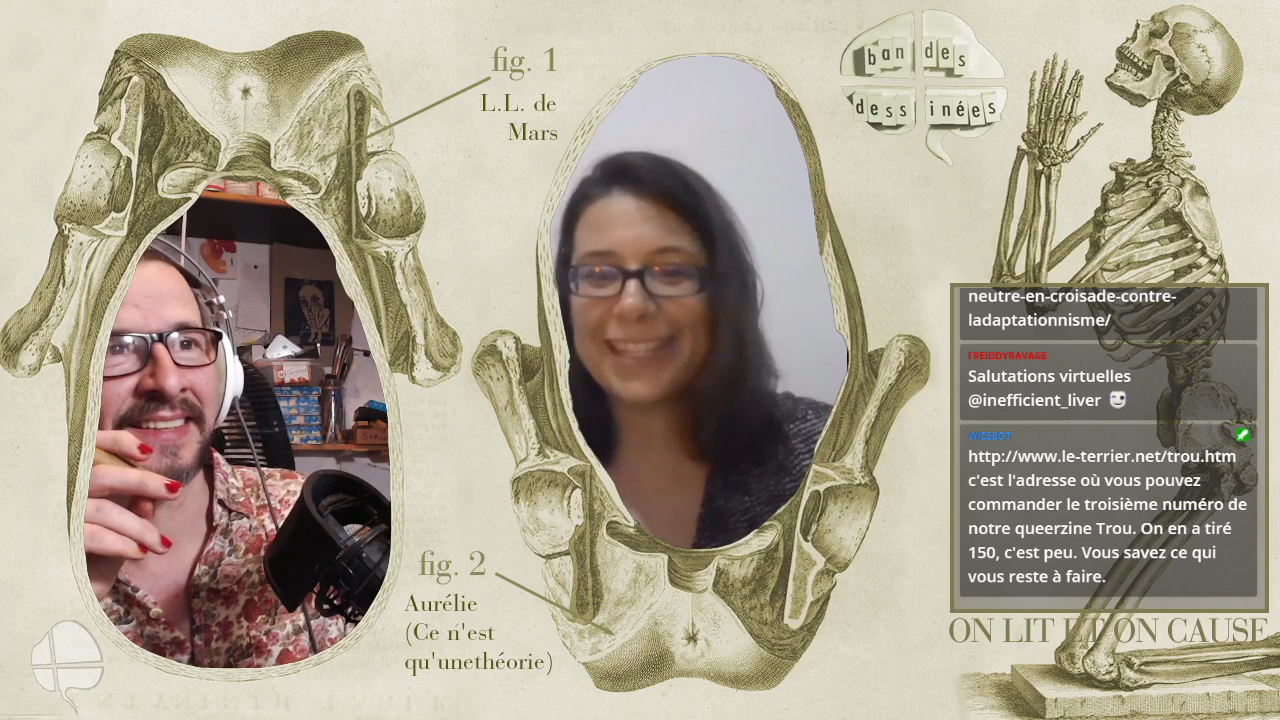 fig. 1
L.L. de
Mars
ban des
dess inées
neutre-en-croisade-contre-
ladaptationnisme/
FREIDDYRAVAGE
Salutations virtuelles
@inefficient_liver
WIZEBOT
http://www.le-terrier.net/trou.htm
c'est l'adresse où vous pouvez
commander le troisième numéro de
notre queerzine Trou. On en a tiré
150, c'est peu. Vous savez ce qui
vous reste à faire.
fig. 2
Aurélie
(Ce n'est
qu'unethéorie)
ON LIT ET ON CAUSE